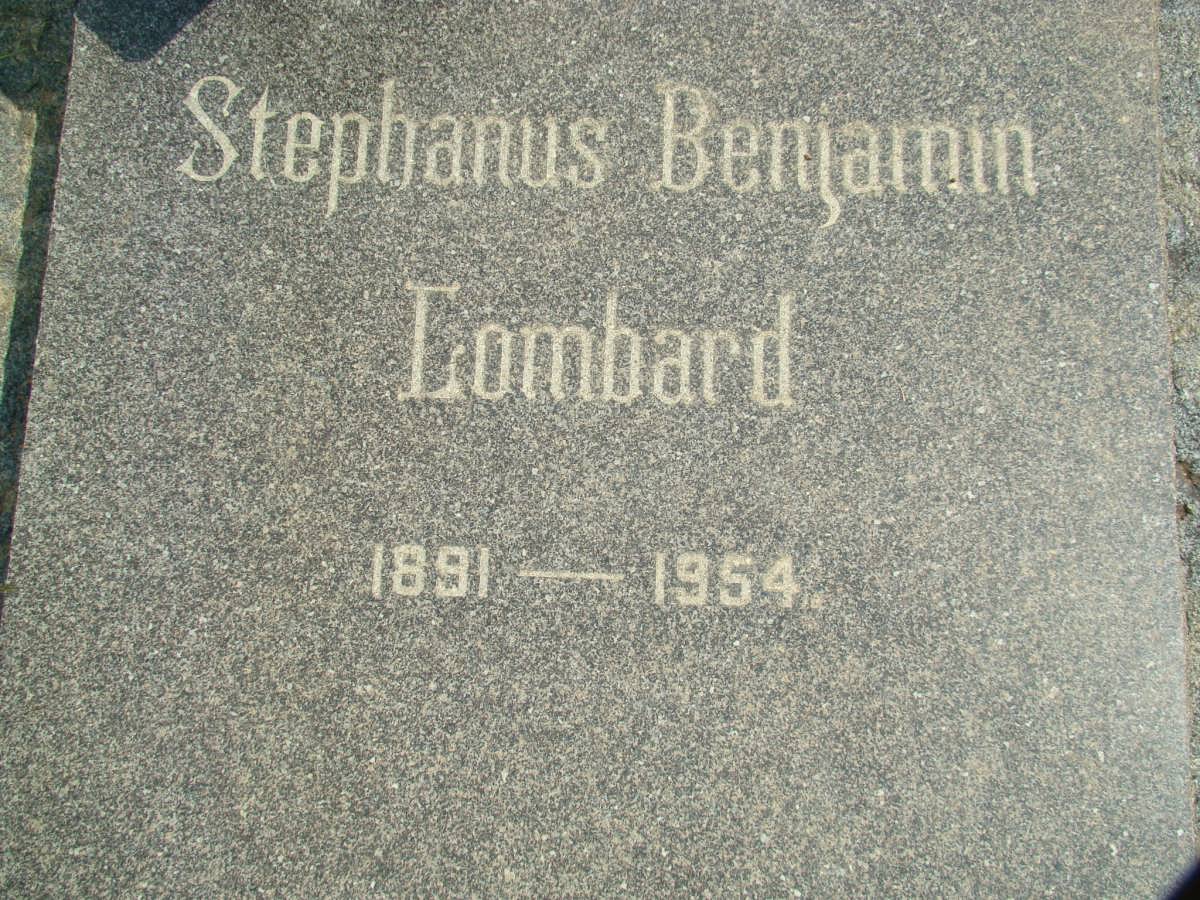 Stephanus Benjamin
Lombard
1891 — 1954